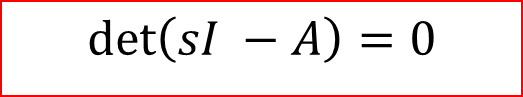 det(sI − A) = 0